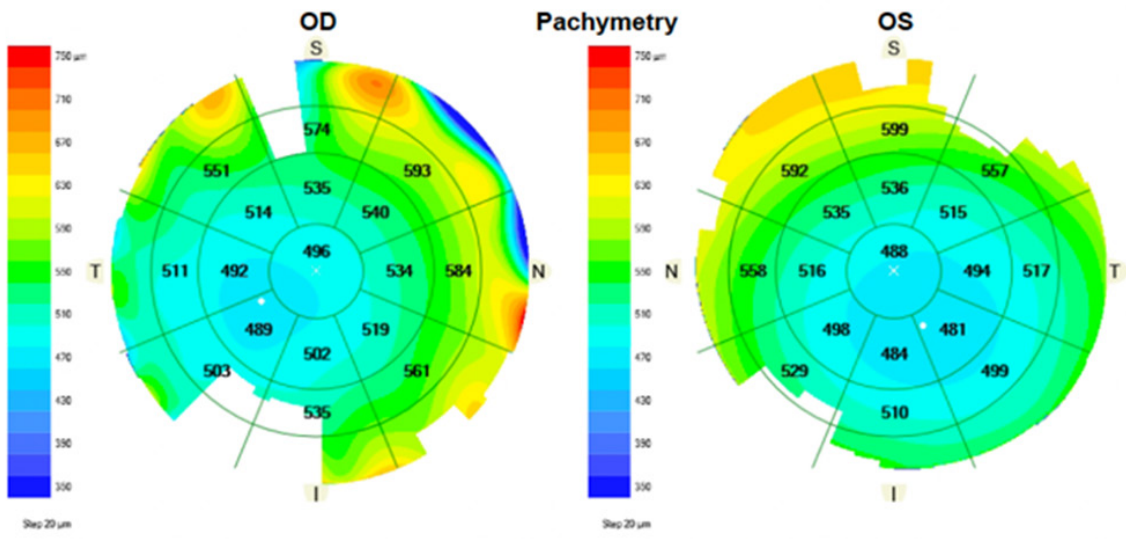 OD Pachymetry OS
S S
750 µm 750 µm
710 710
670 670
630 630
590 590
550 550
510 510
470 470
430 430
390 390
350 350
574 599
551 593 592 557
535 536
514 540 535 515
496 488
T 511 492 534 584 N N 558 516 494 517 T
489 519 498 481
502 484
503 561 529 499
535 510
I I
Step 20 µm Step 20 µm